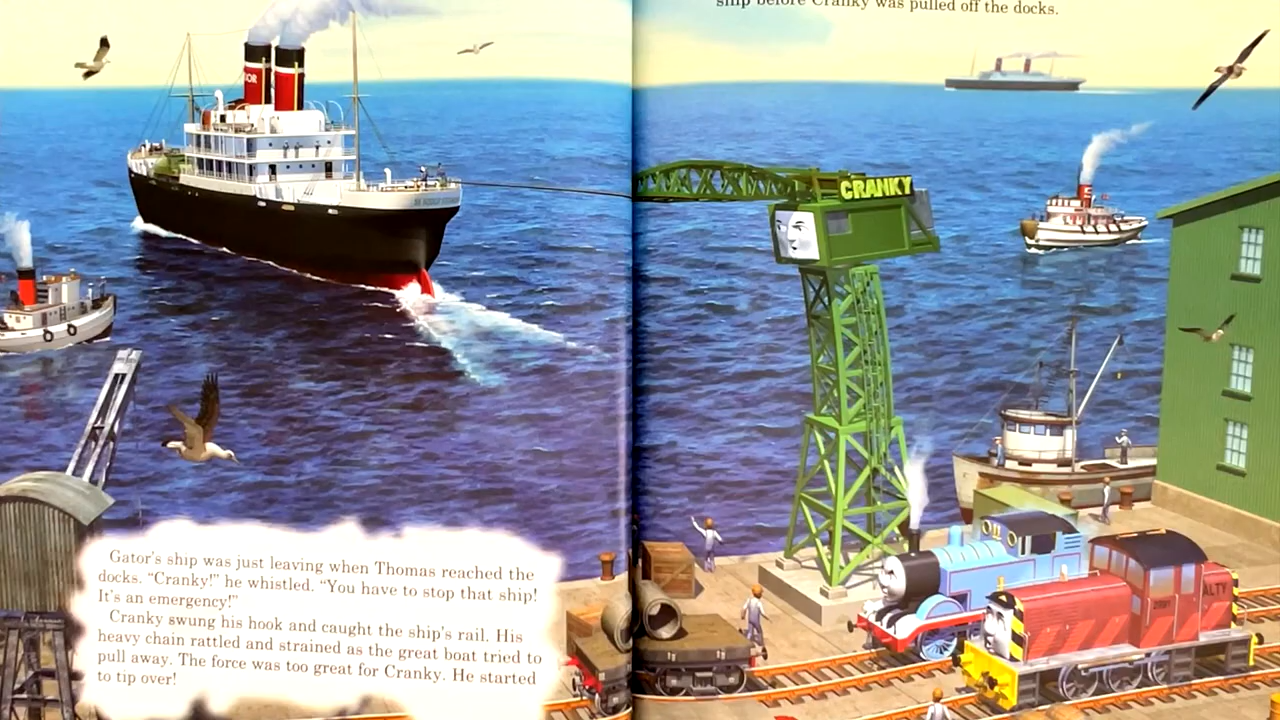 Gator's ship was just leaving when Thomas reached the
docks. "Cranky!" he whistled. "You have to stop that ship!
It's an emergency!"
Cranky swung his hook and caught the ship's rail. His
heavy chain rattled and strained as the great boat tried to
pull away. The force was too great for Cranky. He started
to tip over!
ship before Cranky was pulled off the docks.
CRANKY
ALTY